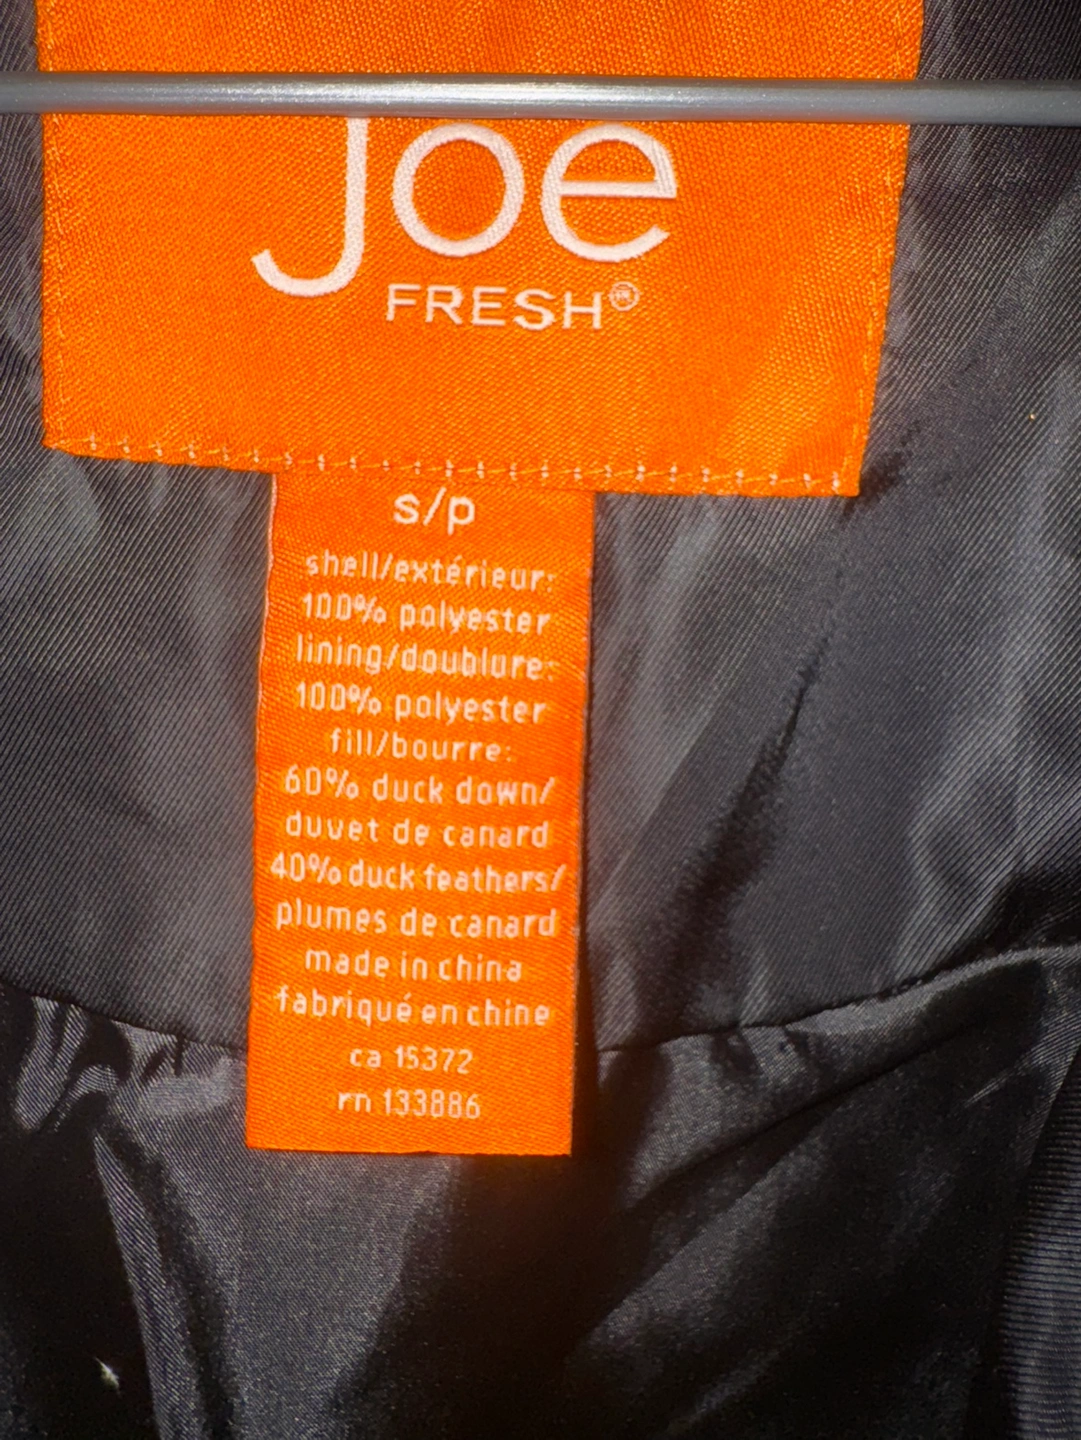 Joe
FRESH®
s/p
shell/extérieur:
100% polyester
lining/doublure:
100% polyester
fill/bourre:
60% duck down/
duvet de canard
40% duck feathers/
plumes de canard
made in china
fabriqué en chine
ca 15372
rn 133886